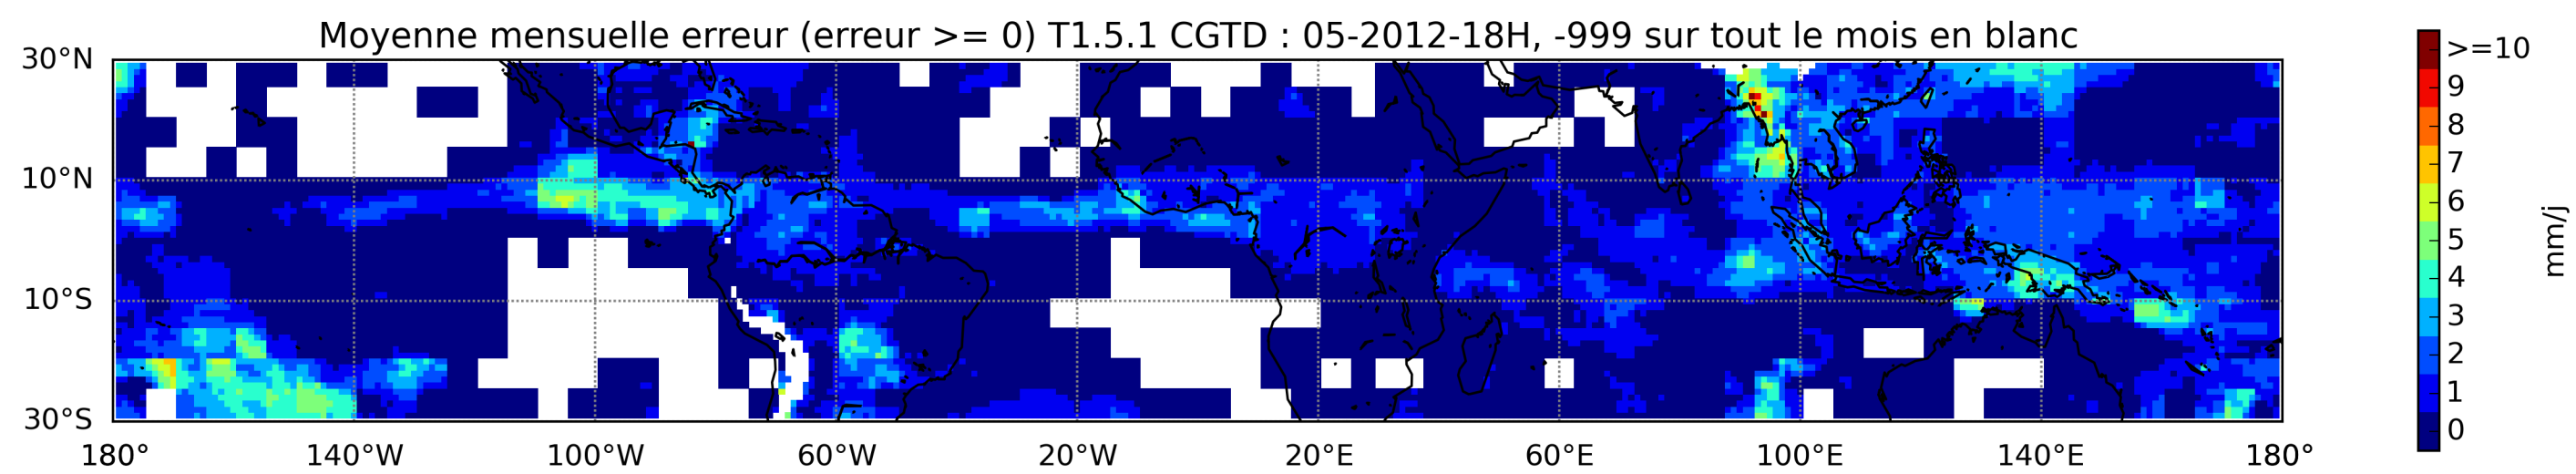 Moyenne mensuelle erreur (erreur >= 0) T1.5.1 CGTD : 05-2012-18H, -999 sur tout le mois en blanc
30°N
10°N
10°S
30°S
180° 140°W 100°W 60°W 20°W 20°E 60°E 100°E 140°E 180°
>=10
9
8
7
6
5
4
3
2
1
0
mm/j